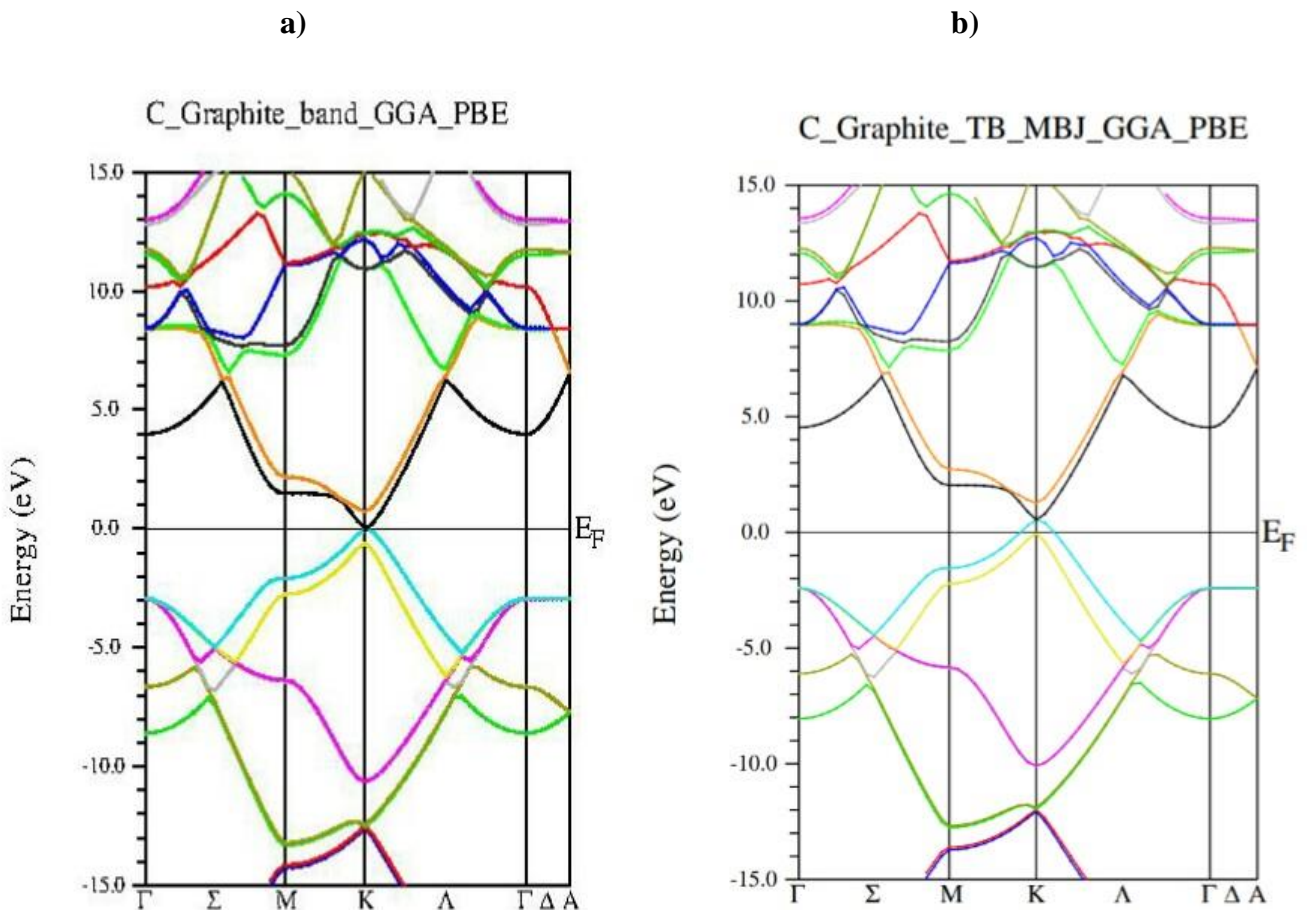 a)
b)
C_Graphite_band_GGA_PBE
C_Graphite_TB_MBJ_GGA_PBE
15.0
10.0
5.0
0.0
-5.0
-10.0
-15.0
Energy (eV)
E_F
Γ Σ M K Λ Γ Δ A
15.0
10.0
5.0
0.0
-5.0
-10.0
-15.0
Energy (eV)
E_F
Γ Σ M K Λ Γ Δ A